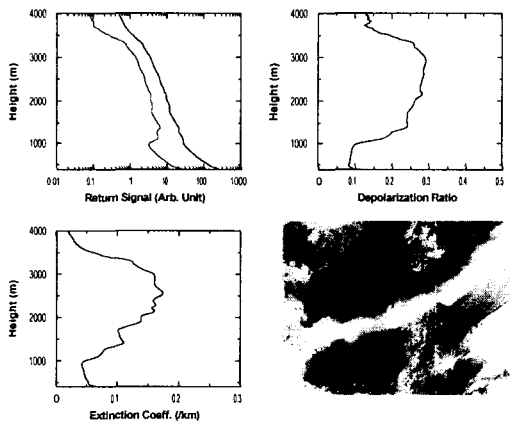 4000
3000
2000
1000
Height (m)
0.01 0.1 1 10 100 1000
Return Signal (Arb. Unit)
4000
3000
2000
1000
Height (m)
0 0.1 0.2 0.3 0.4 0.5
Depolarization Ratio
4000
3000
2000
1000
Height (m)
0 0.1 0.2 0.3
Extinction Coeff. (/km)